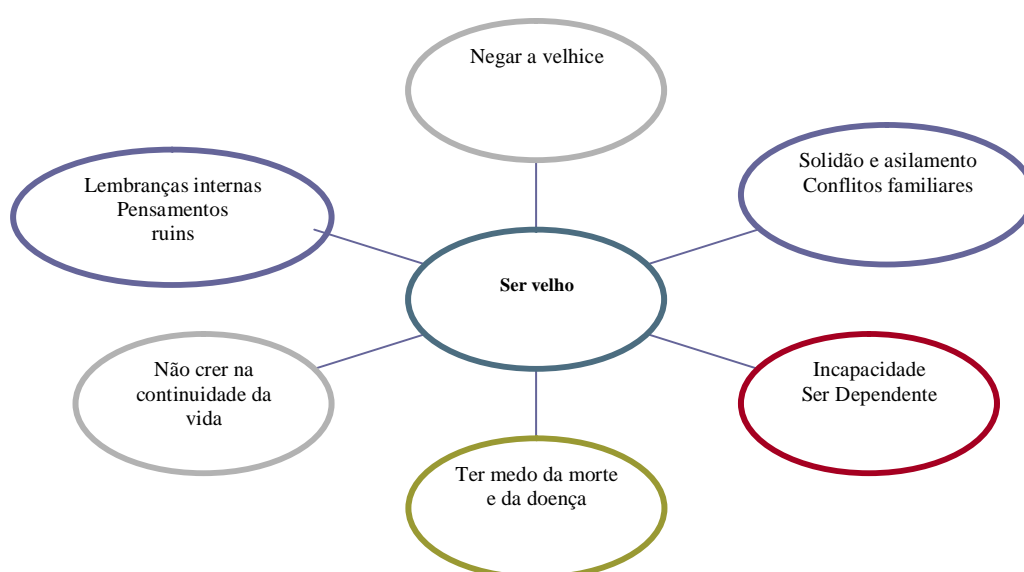 Negar a velhice
Solidão e asilamento
Conflitos familiares
Lembranças internas
Pensamentos
ruins
Ser velho
Não crer na
continuidade da
vida
Incapacidade
Ser Dependente
Ter medo da morte
e da doença